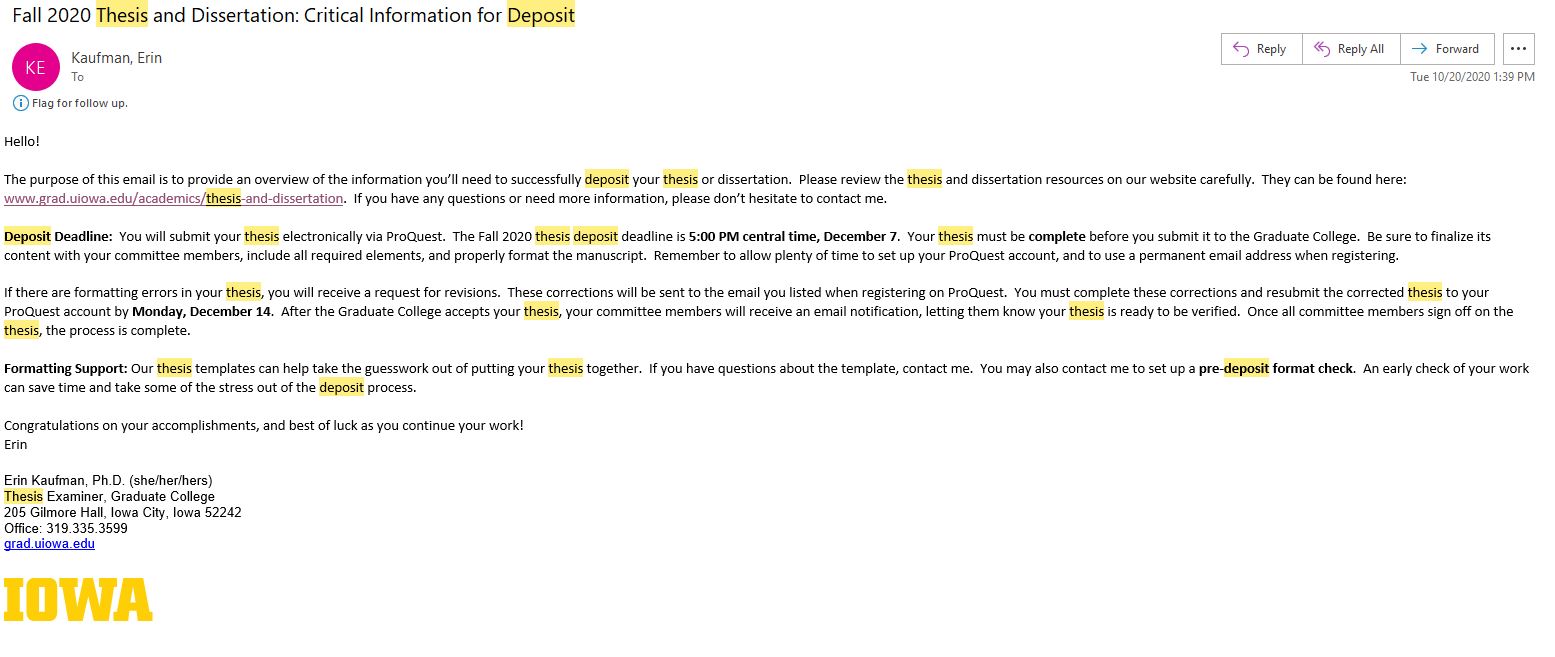 Fall 2020 Thesis and Dissertation: Critical Information for Deposit
KE
Kaufman, Erin
To
Reply
Reply All
Forward
Tue 10/20/2020 1:39 PM
Flag for follow up.
Hello!
The purpose of this email is to provide an overview of the information you'll need to successfully deposit your thesis or dissertation.  Please review the thesis and dissertation resources on our website carefully.  They can be found here:
www.grad.uiowa.edu/academics/thesis-and-dissertation.  If you have any questions or need more information, please don't hesitate to contact me.
Deposit Deadline:  You will submit your thesis electronically via ProQuest.  The Fall 2020 thesis deposit deadline is 5:00 PM central time, December 7.  Your thesis must be complete before you submit it to the Graduate College.  Be sure to finalize its
content with your committee members, include all required elements, and properly format the manuscript.  Remember to allow plenty of time to set up your ProQuest account, and to use a permanent email address when registering.
If there are formatting errors in your thesis, you will receive a request for revisions.  These corrections will be sent to the email you listed when registering on ProQuest.  You must complete these corrections and resubmit the corrected thesis to your
ProQuest account by Monday, December 14.  After the Graduate College accepts your thesis, your committee members will receive an email notification, letting them know your thesis is ready to be verified.  Once all committee members sign off on the
thesis, the process is complete.
Formatting Support: Our thesis templates can help take the guesswork out of putting your thesis together.  If you have questions about the template, contact me.  You may also contact me to set up a pre-deposit format check.  An early check of your work
can save time and take some of the stress out of the deposit process.
Congratulations on your accomplishments, and best of luck as you continue your work!
Erin
Erin Kaufman, Ph.D. (she/her/hers)
Thesis Examiner, Graduate College
205 Gilmore Hall, Iowa City, Iowa 52242
Office: 319.335.3599
grad.uiowa.edu
IOWA